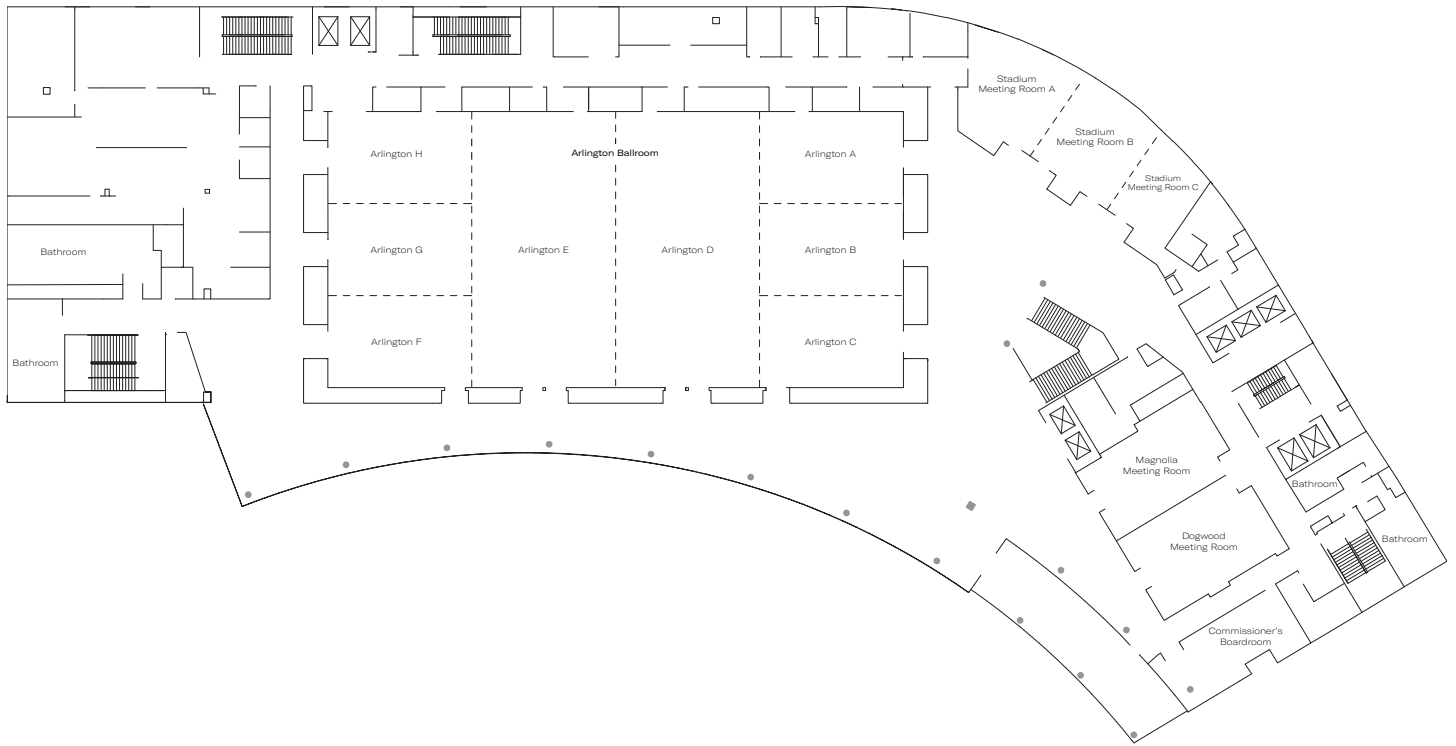 Stadium
Meeting Room A
Stadium
Meeting Room B
Stadium
Meeting Room C
Arlington H
Arlington Ballroom
Arlington A
Bathroom
Arlington G
Arlington E
Arlington D
Arlington B
Arlington F
Arlington C
Bathroom
Magnolia
Meeting Room
Bathroom
Dogwood
Meeting Room
Bathroom
Commissioner's
Boardroom